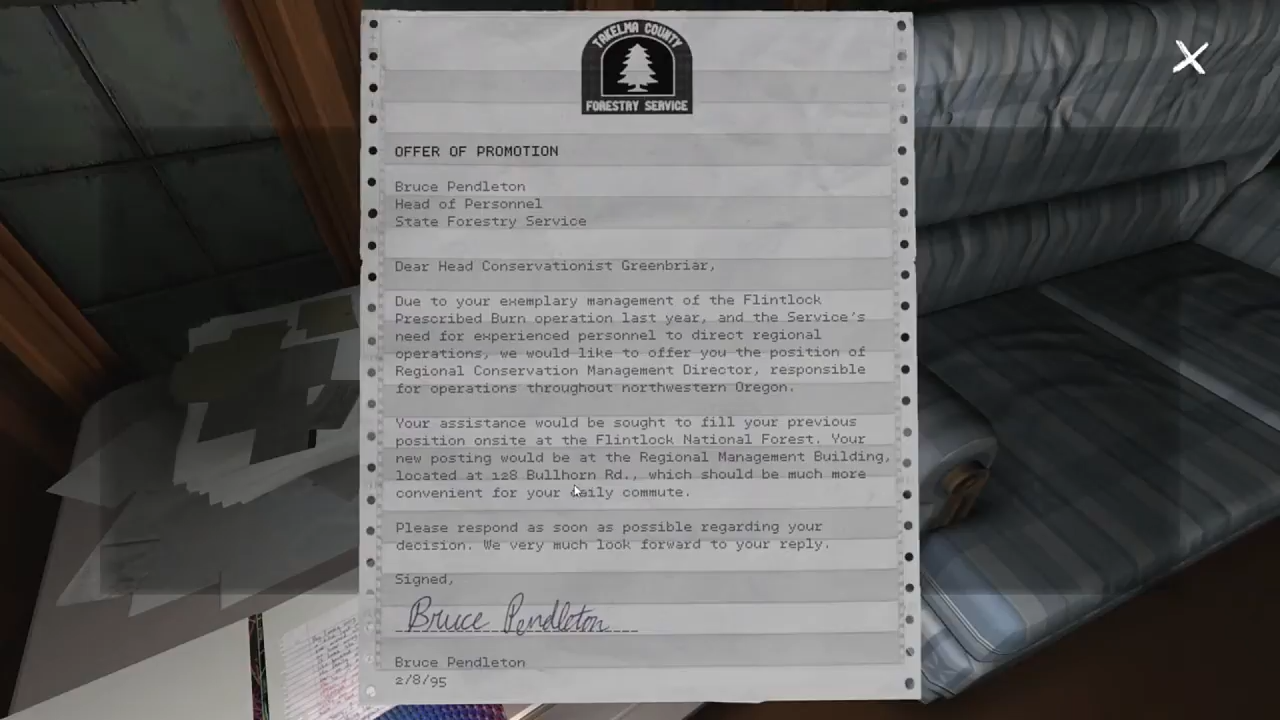 TAKELMA COUNTY
FORESTRY SERVICE
OFFER OF PROMOTION
Bruce Pendleton
Head of Personnel
State Forestry Service
Dear Head Conservationist Greenbriar,
Due to your exemplary management of the Flintlock
Prescribed Burn operation last year, and the Service's
need for experienced personnel to direct regional
operations, we would like to offer you the position of
Regional Conservation Management Director, responsible
for operations throughout northwestern Oregon.
Your assistance would be sought to fill your previous
position onsite at the Flintlock National Forest. Your
new posting would be at the Regional Management Building,
located at 128 Bullhorn Rd., which should be much more
convenient for your daily commute.
Please respond as soon as possible regarding your
decision. We very much look forward to your reply.
Signed,
Bruce Pendleton
Bruce Pendleton
2/8/95